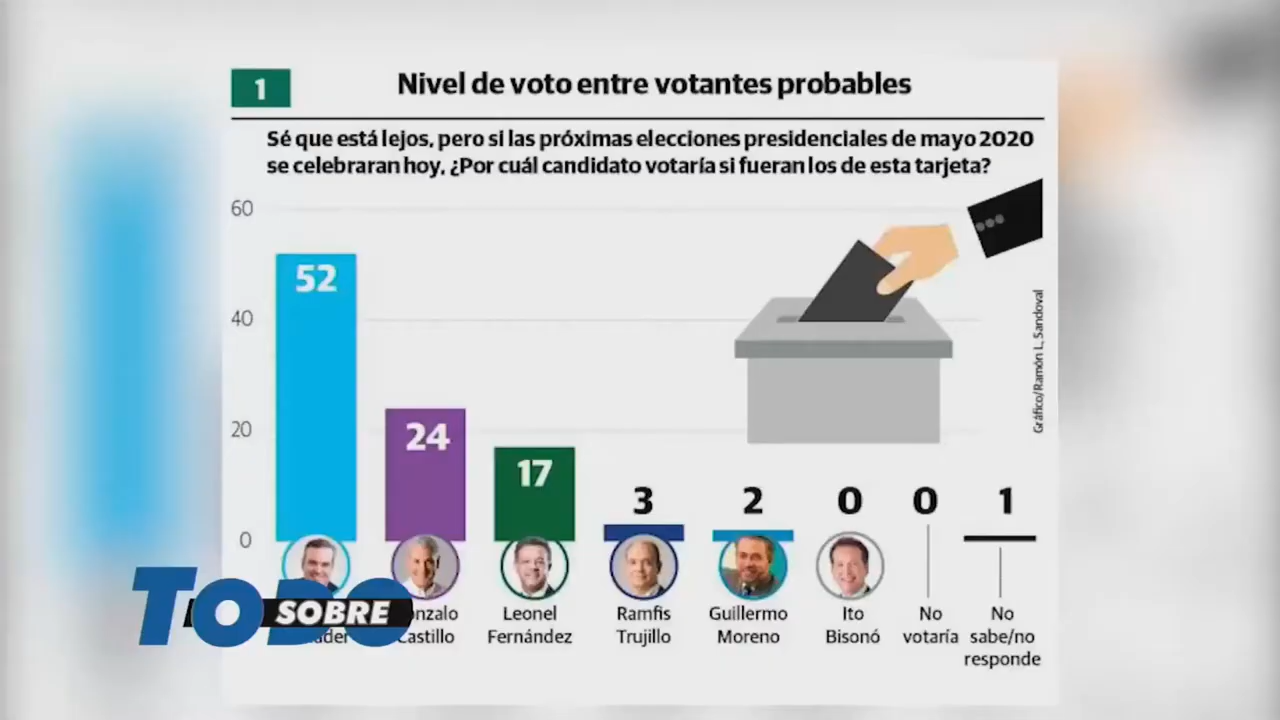 1
Nivel de voto entre votantes probables
Sé que está lejos, pero si las próximas elecciones presidenciales de mayo 2020
se celebraran hoy, ¿Por cuál candidato votaría si fueran los de esta tarjeta?
60
40
20
0
52
24
17
3
2
0
0
1
Gráfico/Ramón L. Sandoval
Castillo
Leonel
Fernández
Ramfis
Trujillo
Guillermo
Moreno
Ito
Bisonó
No
votaría
No
sabe/no
responde
TODO
SOBRE